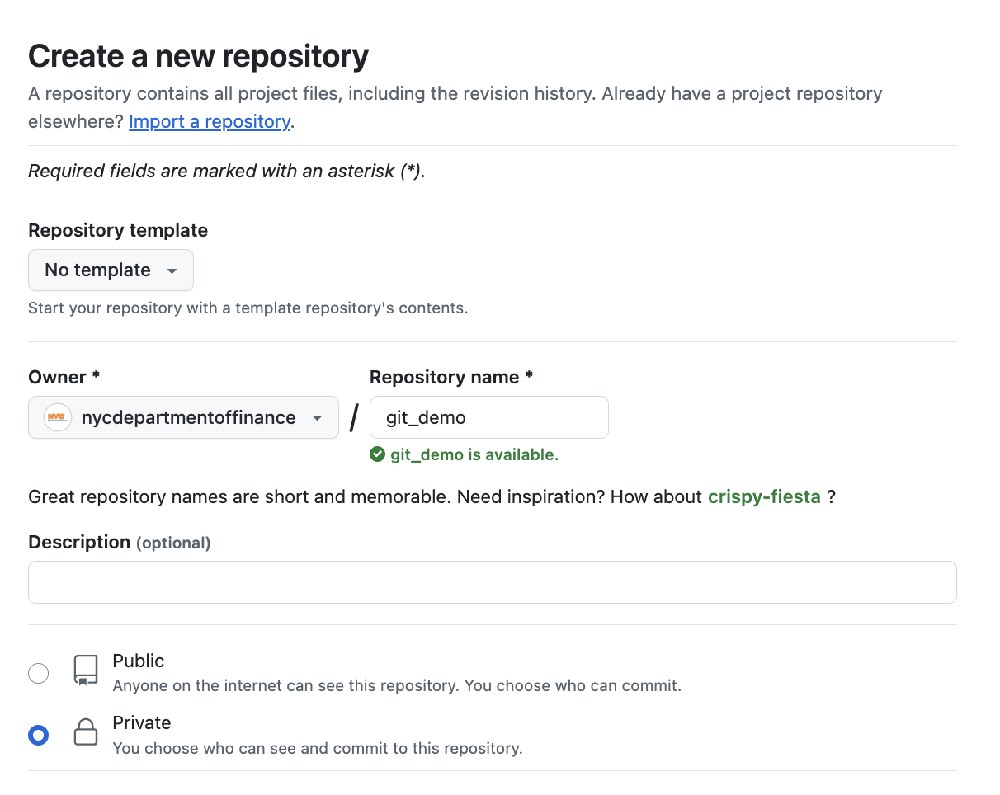 Create a new repository
A repository contains all project files, including the revision history. Already have a project repository
elsewhere? Import a repository.
Required fields are marked with an asterisk (*).
Repository template
No template
Start your repository with a template repository's contents.
Owner *
Repository name *
NYC
nycdepartmentoffinance
/
git_demo
git_demo is available.
Great repository names are short and memorable. Need inspiration? How about crispy-fiesta ?
Description (optional)
Public
Anyone on the internet can see this repository. You choose who can commit.
Private
You choose who can see and commit to this repository.